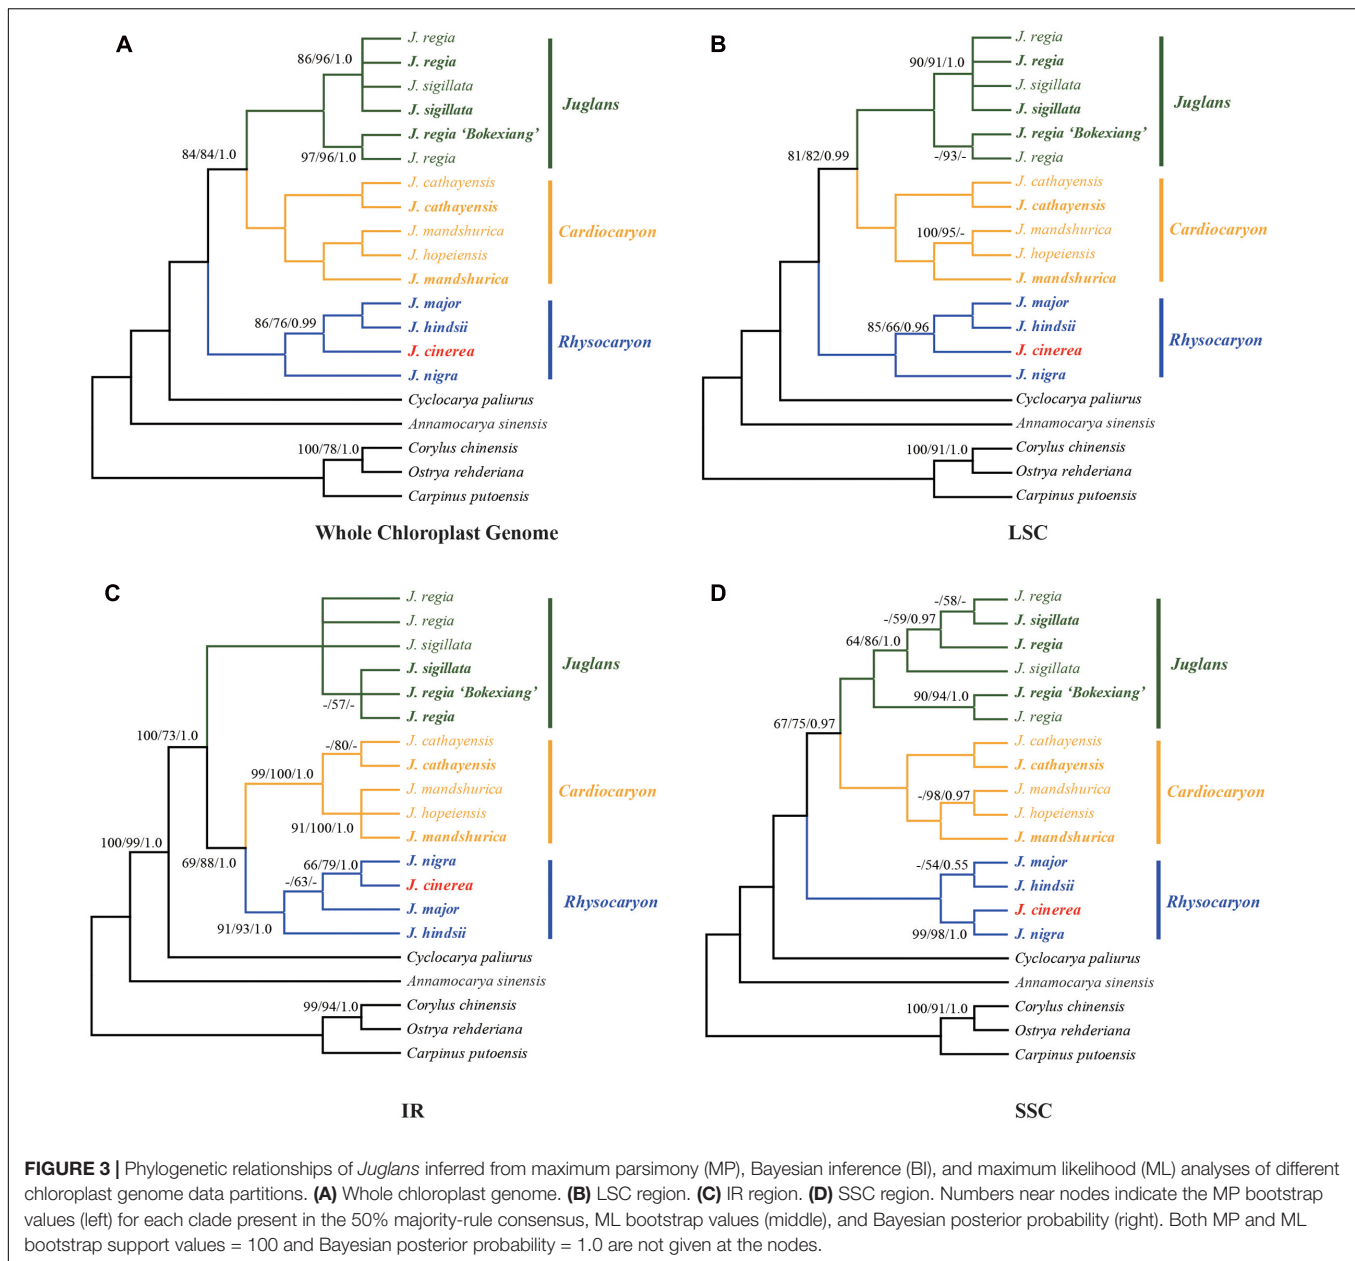 A
J. regia
86/96/1.0
J. regia
J. sigillata
J. sigillata
Juglans
J. regia ‘Bokexiang’
84/84/1.0
97/96/1.0
J. regia
J. cathayensis
J. cathayensis
J. mandshurica
Cardiocaryon
J. hopeiensis
J. mandshurica
J. major
86/76/0.99
J. hindsii
Rhysocaryon
J. cinerea
J. nigra
Cyclocarya paliurus
Annamocarya sinensis
100/78/1.0
Corylus chinensis
Ostrya rehderiana
Carpinus putoensis
Whole Chloroplast Genome
B
J. regia
90/91/1.0
J. regia
J. sigillata
J. sigillata
Juglans
J. regia ‘Bokexiang’
81/82/0.99
-/93/-
J. regia
J. cathayensis
J. cathayensis
100/95/-
J. mandshurica
Cardiocaryon
J. hopeiensis
J. mandshurica
J. major
85/66/0.96
J. hindsii
Rhysocaryon
J. cinerea
J. nigra
Cyclocarya paliurus
Annamocarya sinensis
100/91/1.0
Corylus chinensis
Ostrya rehderiana
Carpinus putoensis
LSC
C
J. regia
J. regia
J. sigillata
Juglans
J. sigillata
J. regia ‘Bokexiang’
-/57/-
J. regia
100/73/1.0
-/80/-
J. cathayensis
J. cathayensis
99/100/1.0
J. mandshurica
Cardiocaryon
J. hopeiensis
91/100/1.0
J. mandshurica
100/99/1.0
69/88/1.0
66/79/1.0
J. nigra
-/63/-
J. cinerea
Rhysocaryon
J. major
91/93/1.0
J. hindsii
Cyclocarya paliurus
Annamocarya sinensis
99/94/1.0
Corylus chinensis
Ostrya rehderiana
Carpinus putoensis
IR
D
-/58/-
J. regia
-/59/0.97
J. sigillata
64/86/1.0
J. regia
Juglans
J. sigillata
90/94/1.0
J. regia ‘Bokexiang’
J. regia
67/75/0.97
J. cathayensis
J. cathayensis
-/98/0.97
J. mandshurica
Cardiocaryon
J. hopeiensis
J. mandshurica
-/54/0.55
J. major
J. hindsii
Rhysocaryon
J. cinerea
99/98/1.0
J. nigra
Cyclocarya paliurus
Annamocarya sinensis
100/91/1.0
Corylus chinensis
Ostrya rehderiana
Carpinus putoensis
SSC
FIGURE 3 | Phylogenetic relationships of Juglans inferred from maximum parsimony (MP), Bayesian inference (BI), and maximum likelihood (ML) analyses of different
chloroplast genome data partitions. (A) Whole chloroplast genome. (B) LSC region. (C) IR region. (D) SSC region. Numbers near nodes indicate the MP bootstrap
values (left) for each clade present in the 50% majority-rule consensus, ML bootstrap values (middle), and Bayesian posterior probability (right). Both MP and ML
bootstrap support values = 100 and Bayesian posterior probability = 1.0 are not given at the nodes.